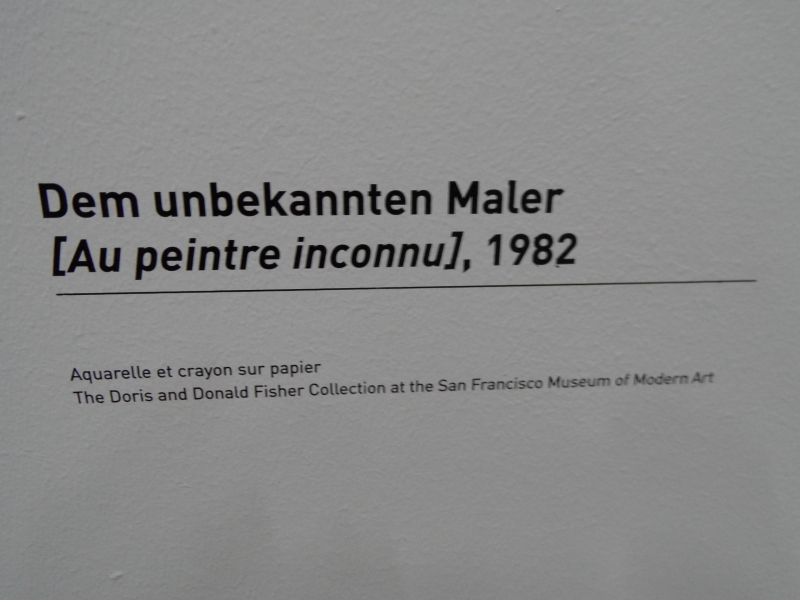 Dem unbekannten Maler
[Au peintre inconnu], 1982
Aquarelle et crayon sur papier
The Doris and Donald Fisher Collection at the San Francisco Museum of Modern Art